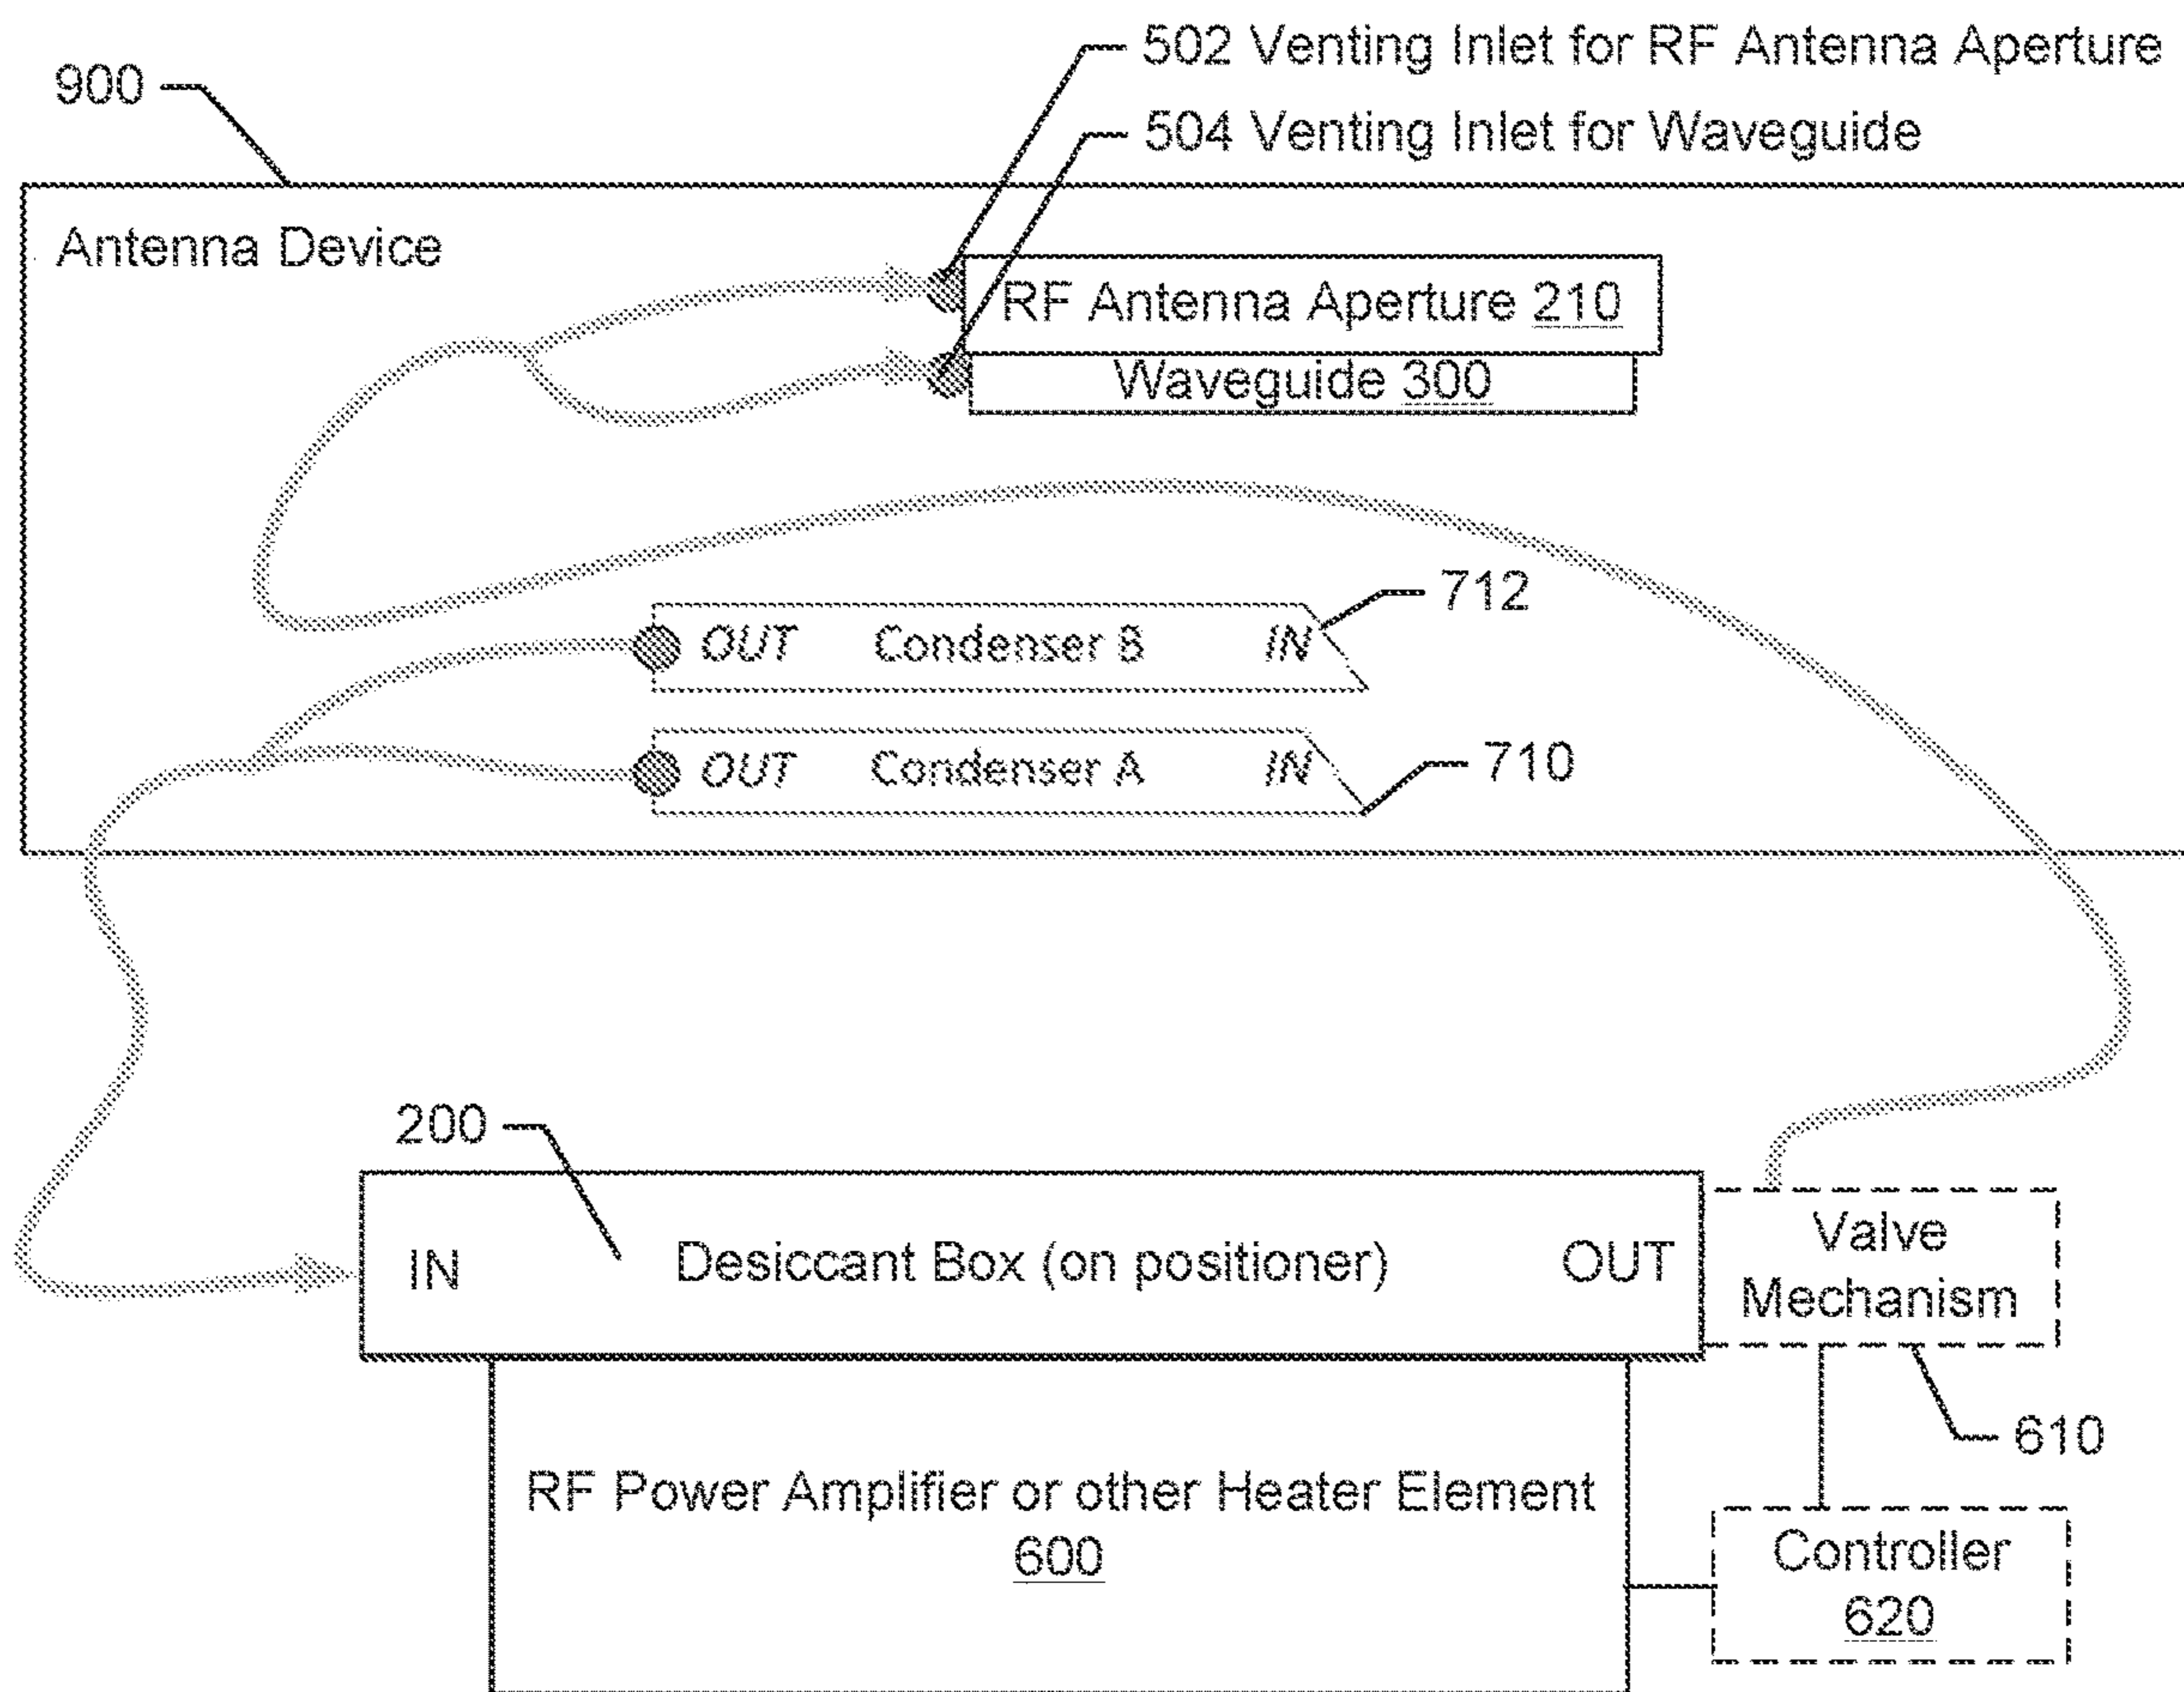 502 Venting Inlet for RF Antenna Aperture
900
504 Venting Inlet for Waveguide
Antenna Device
RF Antenna Aperture 210
Waveguide 300
712
OUT Condenser B IN
OUT Condenser A IN
710
200
IN Desiccant Box (on positioner) OUT
Valve
Mechanism
610
RF Power Amplifier or other Heater Element
600
Controller
620